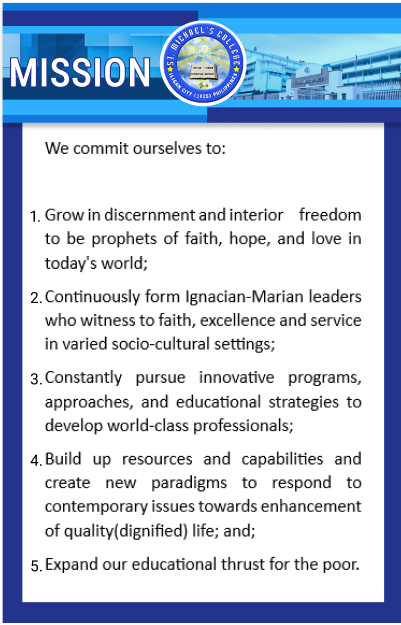 MISSION
ST. MICHAEL'S COLLEGE
ILIGAN CITY (1915) PHILIPPINES
We commit ourselves to:
1. Grow in discernment and interior freedom
to be prophets of faith, hope, and love in
today's world;
2. Continuously form Ignacian-Marian leaders
who witness to faith, excellence and service
in varied socio-cultural settings;
3. Constantly pursue innovative programs,
approaches, and educational strategies to
develop world-class professionals;
4. Build up resources and capabilities and
create new paradigms to respond to
contemporary issues towards enhancement
of quality(dignified) life; and;
5. Expand our educational thrust for the poor.